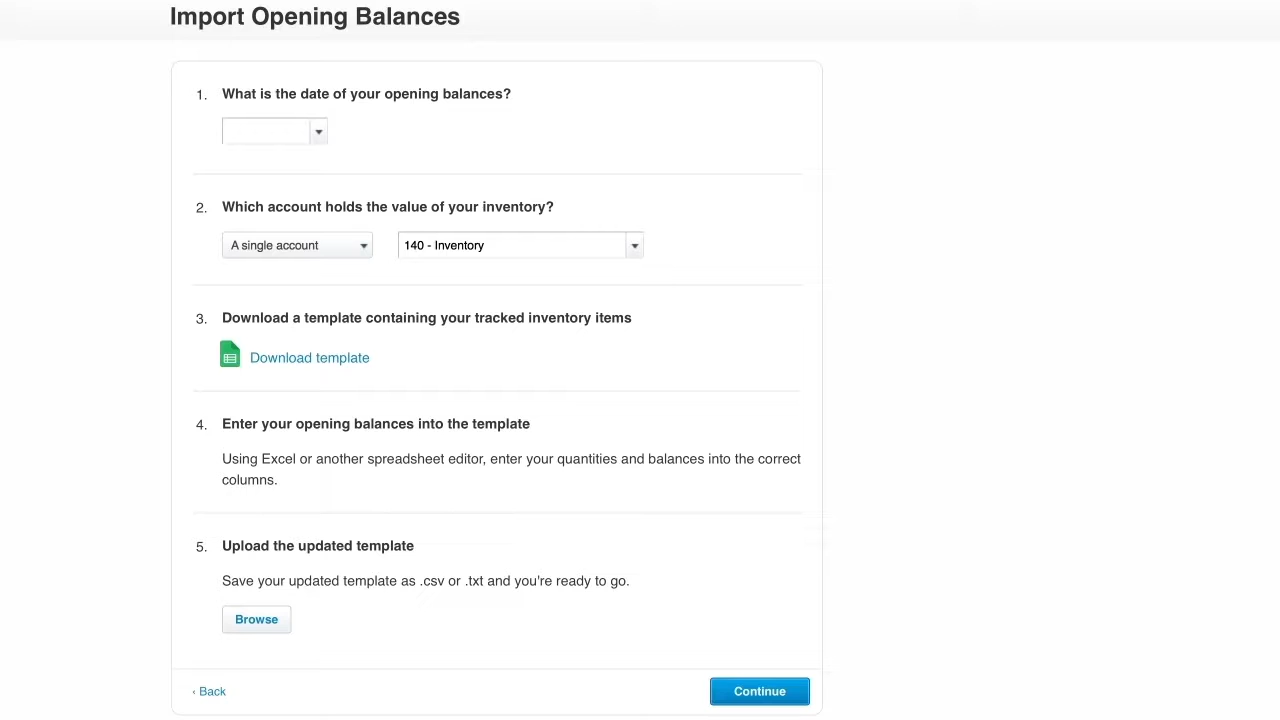 Import Opening Balances
1. What is the date of your opening balances?
2. Which account holds the value of your inventory?
A single account 140 - Inventory
3. Download a template containing your tracked inventory items
Download template
4. Enter your opening balances into the template
Using Excel or another spreadsheet editor, enter your quantities and balances into the correct
columns.
5. Upload the updated template
Save your updated template as .csv or .txt and you're ready to go.
Browse
‹ Back Continue